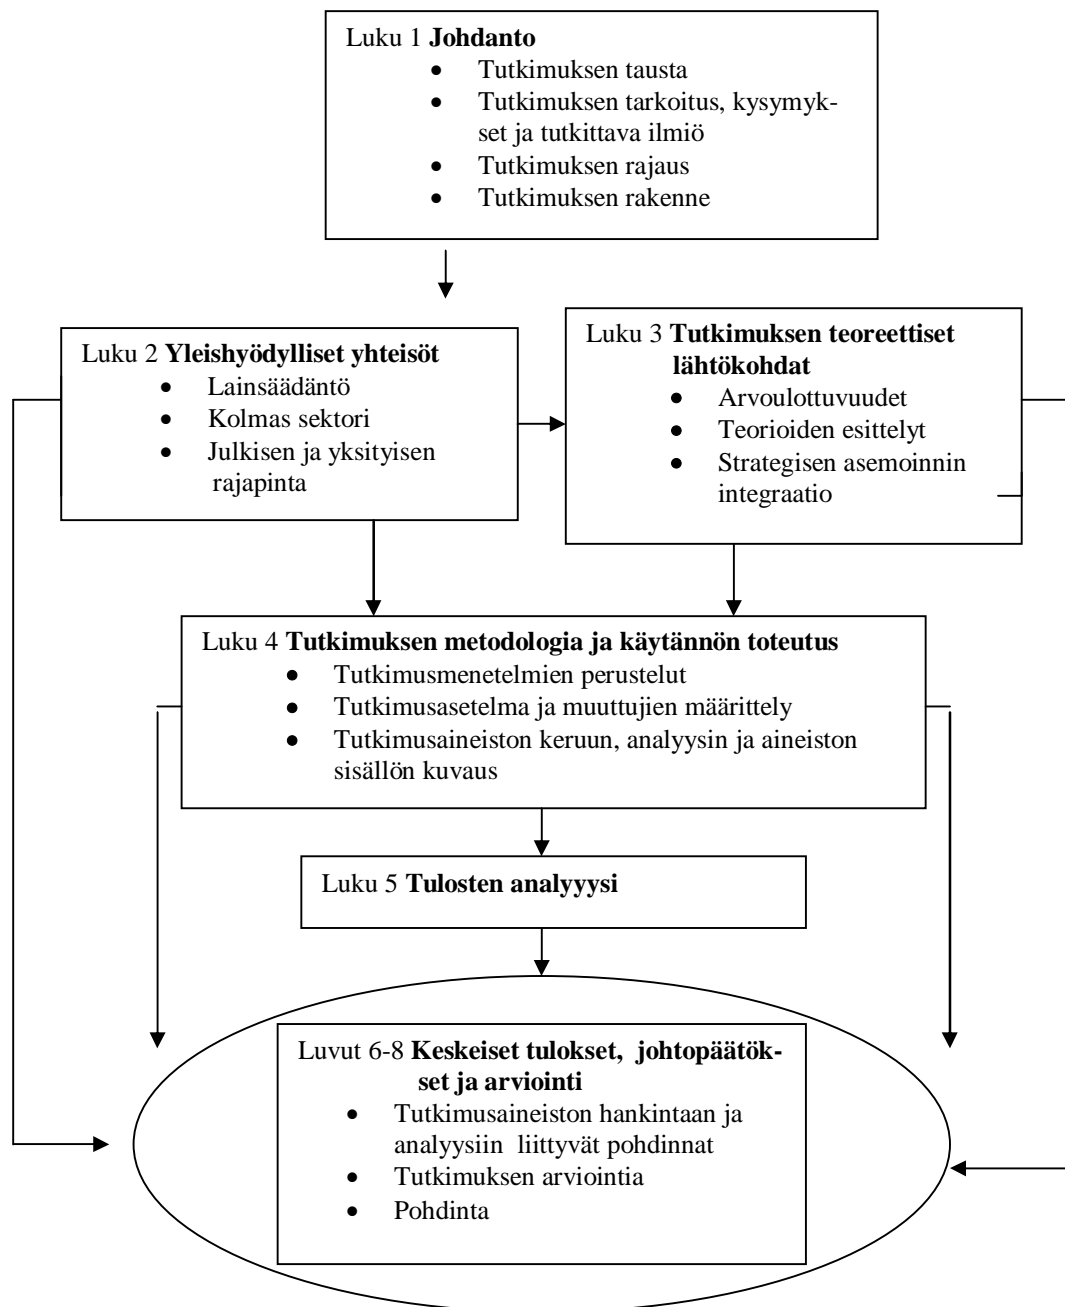 Luku 1 Johdanto
• Tutkimuksen tausta
• Tutkimuksen tarkoitus, kysymyk-
set ja tutkittava ilmiö
• Tutkimuksen rajaus
• Tutkimuksen rakenne
Luku 2 Yleishyödylliset yhteisöt
• Lainsäädäntö
• Kolmas sektori
• Julkisen ja yksityisen
rajapinta
Luku 3 Tutkimuksen teoreettiset
lähtökohdat
• Arvoulottuvuudet
• Teorioiden esittelyt
• Strategisen asemoinnin
integraatio
Luku 4 Tutkimuksen metodologia ja käytännön toteutus
• Tutkimusmenetelmien perustelut
• Tutkimusasetelma ja muuttujien määrittely
• Tutkimusaineiston keruun, analyysin ja aineiston
sisällön kuvaus
Luku 5 Tulosten analyyysi
Luvut 6-8 Keskeiset tulokset, johtopäätök-
set ja arviointi
• Tutkimusaineiston hankintaan ja
analyysiin liittyvät pohdinnat
• Tutkimuksen arviointia
• Pohdinta